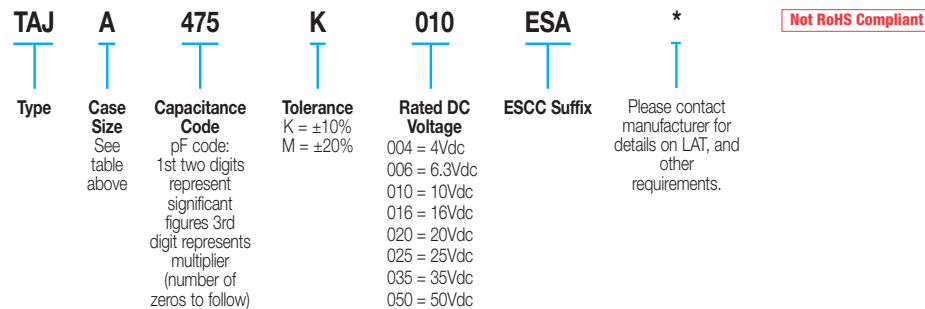 TAJ A 475 K 010 ESA *
Not RoHS Compliant
Type
Case
Size
See
table
above
Capacitance
Code
pF code:
1st two digits
represent
significant
figures 3rd
digit represents
multiplier
(number of
zeros to follow)
Tolerance
K = ±10%
M = ±20%
Rated DC
Voltage
004 = 4Vdc
006 = 6.3Vdc
010 = 10Vdc
016 = 16Vdc
020 = 20Vdc
025 = 25Vdc
035 = 35Vdc
050 = 50Vdc
ESCC Suffix
Please contact
manufacturer for
details on LAT, and
other
requirements.